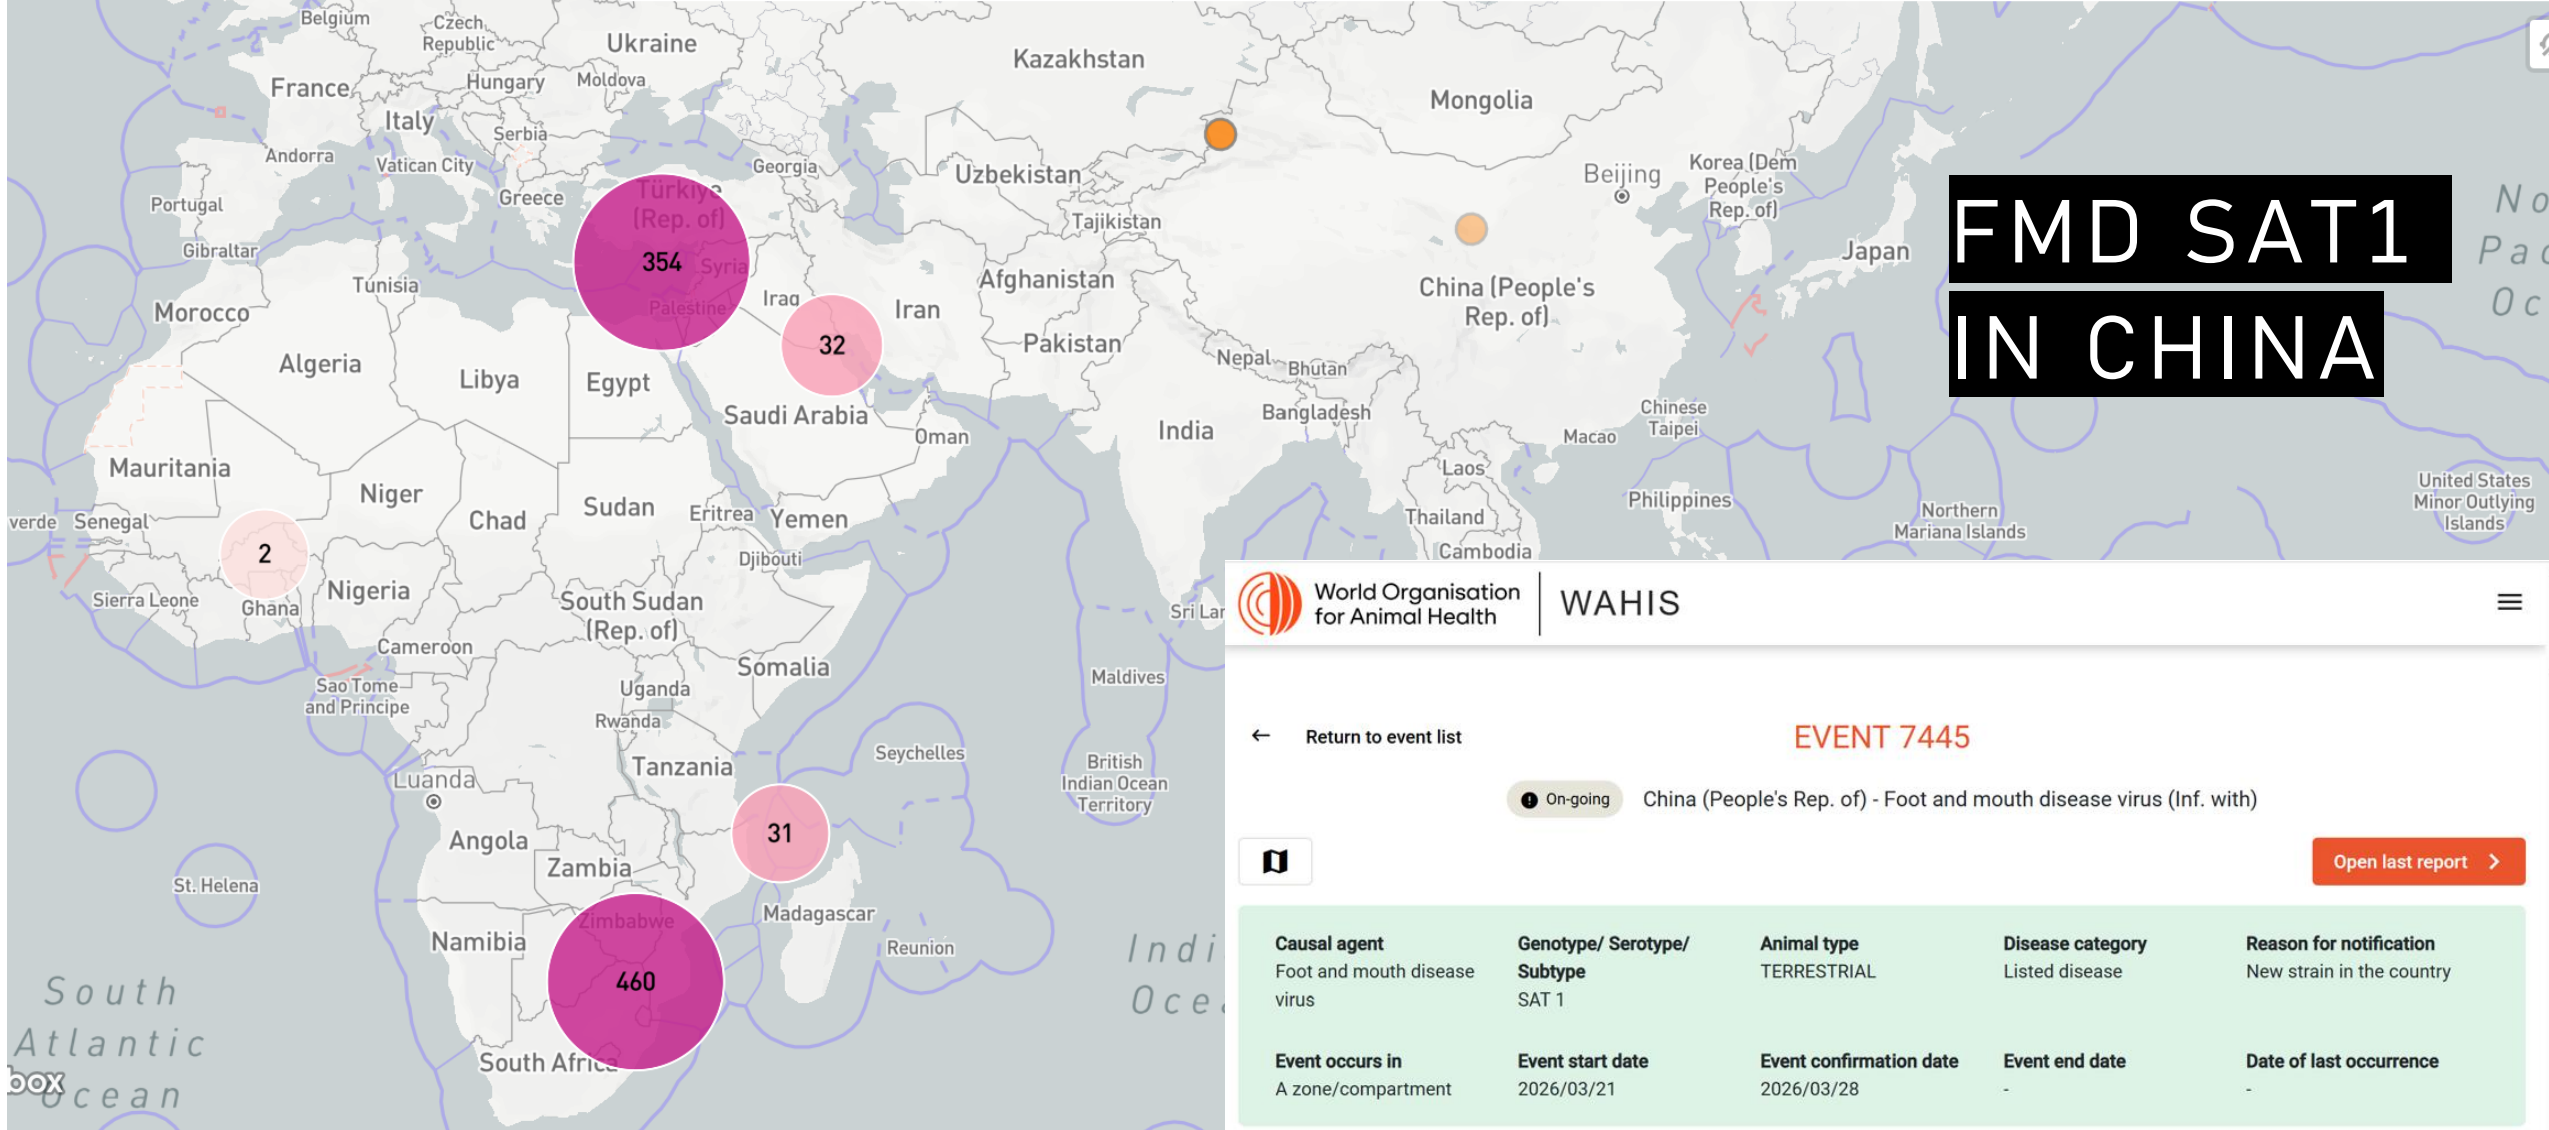 Belgium
Czech
Republic
Ukraine
Kazakhstan
France
Hungary
Moldova
Mongolia
Italy
Serbia
Andorra
Vatican City
Georgia
Uzbekistan
Beijing
Korea (Dem
People's
Rep. of)
Portugal
Greece
Türkiye
(Rep. of)
Tajikistan
FMD SAT1
IN CHINA
No
Pac
Oc
Gibraltar
354
Syria
Afghanistan
Japan
Tunisia
Morocco
Palestine
Iraq
Iran
China (People's
Rep. of)
32
Pakistan
Nepal
Bhutan
Algeria
Libya
Egypt
Saudi Arabia
Oman
India
Bangladesh
Chinese
Taipei
Macao
Mauritania
Laos
Niger
Chad
Sudan
Eritrea
Yemen
Philippines
United States
Minor Outlying
Islands
verde
Senegal
Thailand
Northern
Mariana Islands
2
Djibouti
Cambodia
Nigeria
Sierra Leone
Ghana
South Sudan
(Rep. of)
Sri Lar
Cameroon
Somalia
Maldives
Sao Tome
and Principe
Uganda
Rwanda
Seychelles
British
Indian Ocean
Territory
Luanda
Tanzania
31
Angola
Zambia
St. Helena
Madagascar
Zimbabwe
Namibia
Reunion
Indi
Oce
460
South
Atlantic
Ocean
South Africa
box
World Organisation
for Animal Health
WAHIS
Return to event list
EVENT 7445
On-going
China (People's Rep. of) - Foot and mouth disease virus (Inf. with)
Open last report
Causal agent
Foot and mouth disease
virus
Genotype/ Serotype/
Subtype
SAT 1
Animal type
TERRESTRIAL
Disease category
Listed disease
Reason for notification
New strain in the country
Event occurs in
A zone/compartment
Event start date
2026/03/21
Event confirmation date
2026/03/28
Event end date
-
Date of last occurrence
-